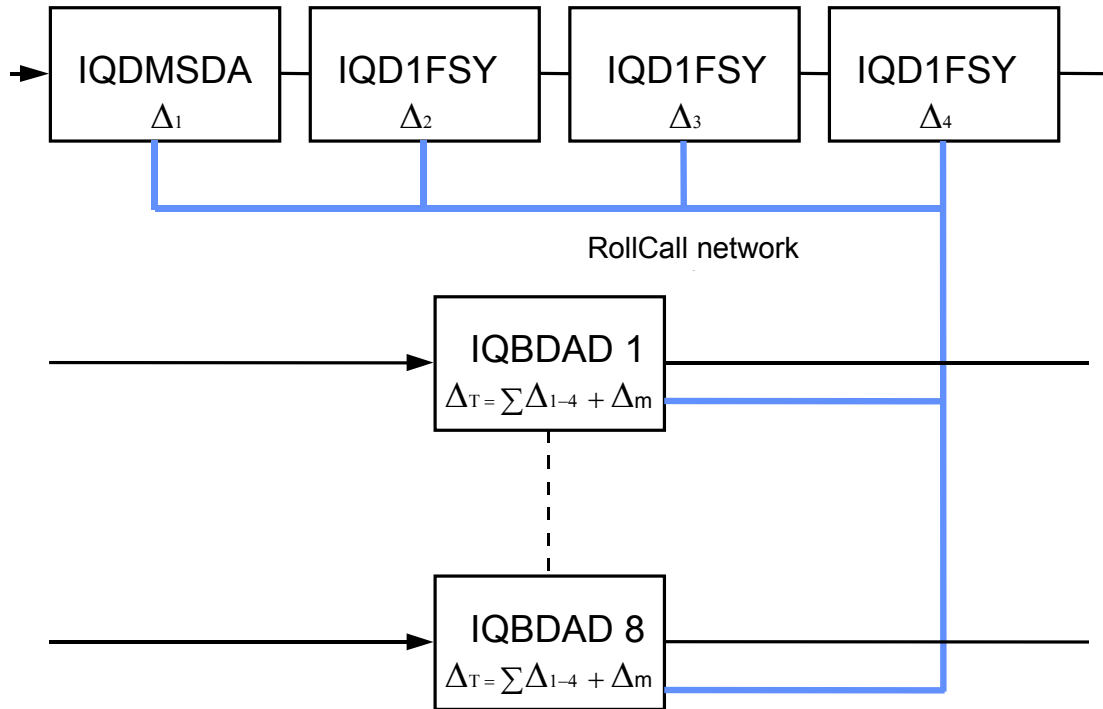 IQDMSDA IQD1FSY IQD1FSY IQD1FSY
Δ1 Δ2 Δ3 Δ4
RollCall network
IQBDAD 1
ΔT = ∑Δ1–4 + Δm
IQBDAD 8
ΔT = ∑Δ1–4 + Δm